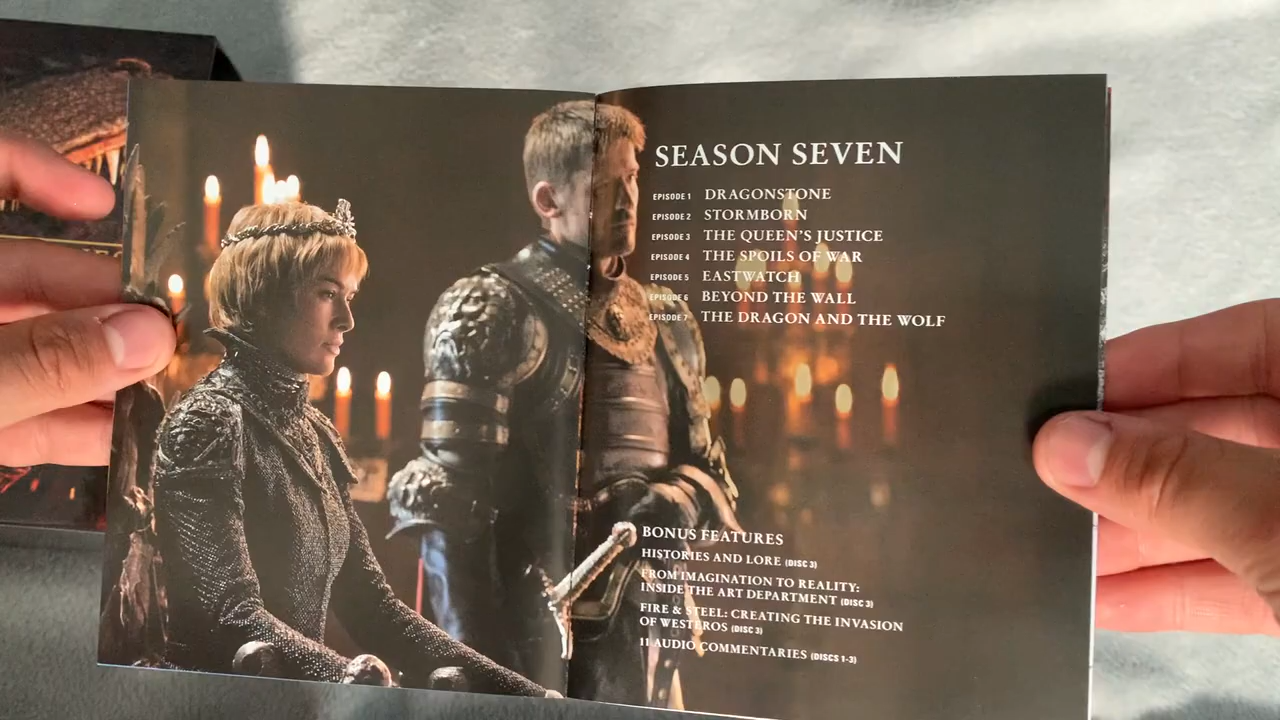 SEASON SEVEN
EPISODE 1 DRAGONSTONE
EPISODE 2 STORMBORN
EPISODE 3 THE QUEEN'S JUSTICE
EPISODE 4 THE SPOILS OF WAR
EPISODE 5 EASTWATCH
EPISODE 6 BEYOND THE WALL
EPISODE 7 THE DRAGON AND THE WOLF
BONUS FEATURES
HISTORIES AND LORE (DISC 3)
FROM IMAGINATION TO REALITY:
INSIDE THE ART DEPARTMENT (DISC 3)
FIRE & STEEL: CREATING THE INVASION
OF WESTEROS (DISC 3)
11 AUDIO COMMENTARIES (DISCS 1-3)